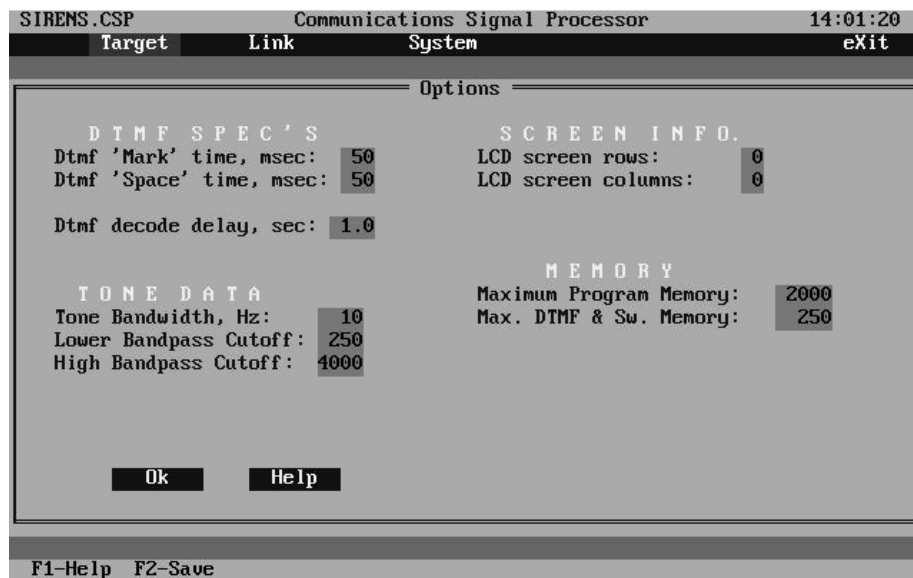 SIRENS.CSP Communications Signal Processor 14:01:20
Target Link System eXit
Options
D T M F S P E C ' S
Dtmf 'Mark' time, msec: 50
Dtmf 'Space' time, msec: 50
Dtmf decode delay, sec: 1.0
T O N E D A T A
Tone Bandwidth, Hz: 10
Lower Bandpass Cutoff: 250
High Bandpass Cutoff: 4000
S C R E E N I N F O.
LCD screen rows: 0
LCD screen columns: 0
M E M O R Y
Maximum Program Memory: 2000
Max. DTMF & Sw. Memory: 250
Ok Help
F1-Help F2-Save